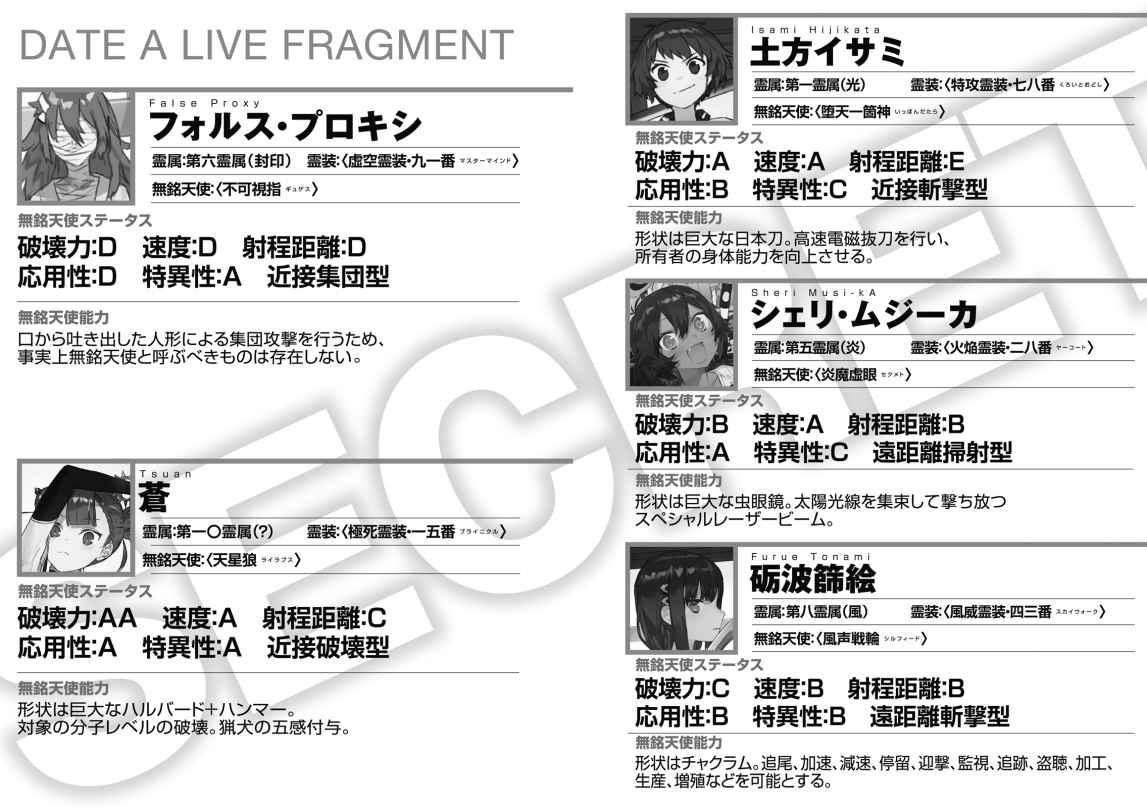 DATE A LIVE FRAGMENT
False Proxy
フォルス・プロキシ
霊属:第六霊属(封印) 霊装:〈虚空霊装・九一番 マスターマインド〉
無銘天使:〈不可視指 ギュゲス〉
無銘天使ステータス
破壊力:D 速度:D 射程距離:D
応用性:D 特異性:A 近接集団型
無銘天使能力
口から吐き出した人形による集団攻撃を行うため、
事実上無銘天使と呼ぶべきものは存在しない。
Tsuan
蒼
霊属:第一〇霊属(?) 霊装:〈極死霊装・一五番 ブライニクル〉
無銘天使:〈天星狼 ライラプス〉
無銘天使ステータス
破壊力:AA 速度:A 射程距離:C
応用性:A 特異性:A 近接破壊型
無銘天使能力
形状は巨大なハルバード+ハンマー。
対象の分子レベルの破壊。猟犬の五感付与。
Isami Hijikata
土方イサミ
霊属:第一霊属(光) 霊装:〈特攻霊装・七八番 くろいとおどし〉
無銘天使:〈堕天一箇神 いっぽんだたら〉
無銘天使ステータス
破壊力:A 速度:A 射程距離:E
応用性:B 特異性:C 近接斬撃型
無銘天使能力
形状は巨大な日本刀。高速電磁抜刀を行い、
所有者の身体能力を向上させる。
Sheri Musi-kA
シェリ・ムジーカ
霊属:第五霊属(炎) 霊装:〈火焔霊装・二八番 ヤーコート〉
無銘天使:〈炎魔虚眼 セクメト〉
無銘天使ステータス
破壊力:B 速度:A 射程距離:B
応用性:A 特異性:C 遠距離掃射型
無銘天使能力
形状は巨大な虫眼鏡。太陽光線を集束して撃ち放つ
スペシャルレーザービーム。
Furue Tonami
砺波篩絵
霊属:第八霊属(風) 霊装:〈風威霊装・四三番 スカイウォーク〉
無銘天使:〈風声戦輪 シルフィード〉
無銘天使ステータス
破壊力:C 速度:B 射程距離:B
応用性:B 特異性:B 遠距離斬撃型
無銘天使能力
形状はチャクラム。追尾、加速、減速、停留、迎撃、監視、追跡、盗聴、加工、
生産、増殖などを可能とする。
SECRET